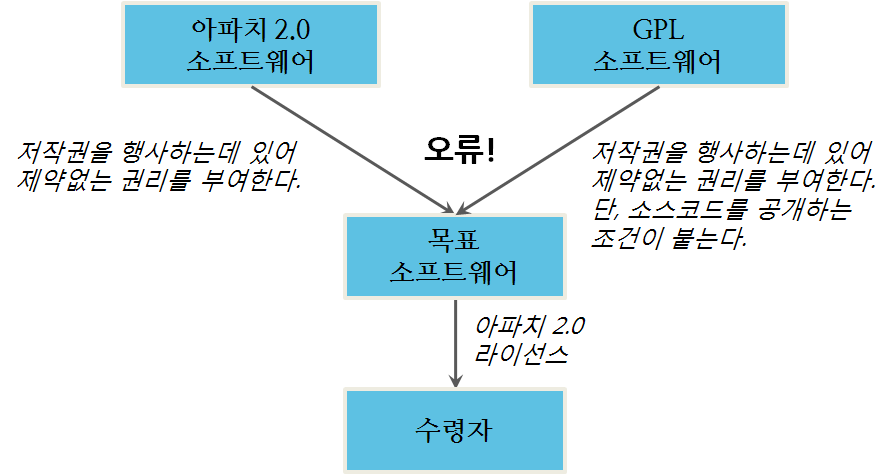 아파치 2.0
소프트웨어
GPL
소프트웨어
저작권을 행사하는데 있어
제약없는 권리를 부여한다.
오류!
저작권을 행사하는데 있어
제약없는 권리를 부여한다.
단, 소스코드를 공개하는
조건이 붙는다.
목표
소프트웨어
아파치 2.0
라이선스
수령자